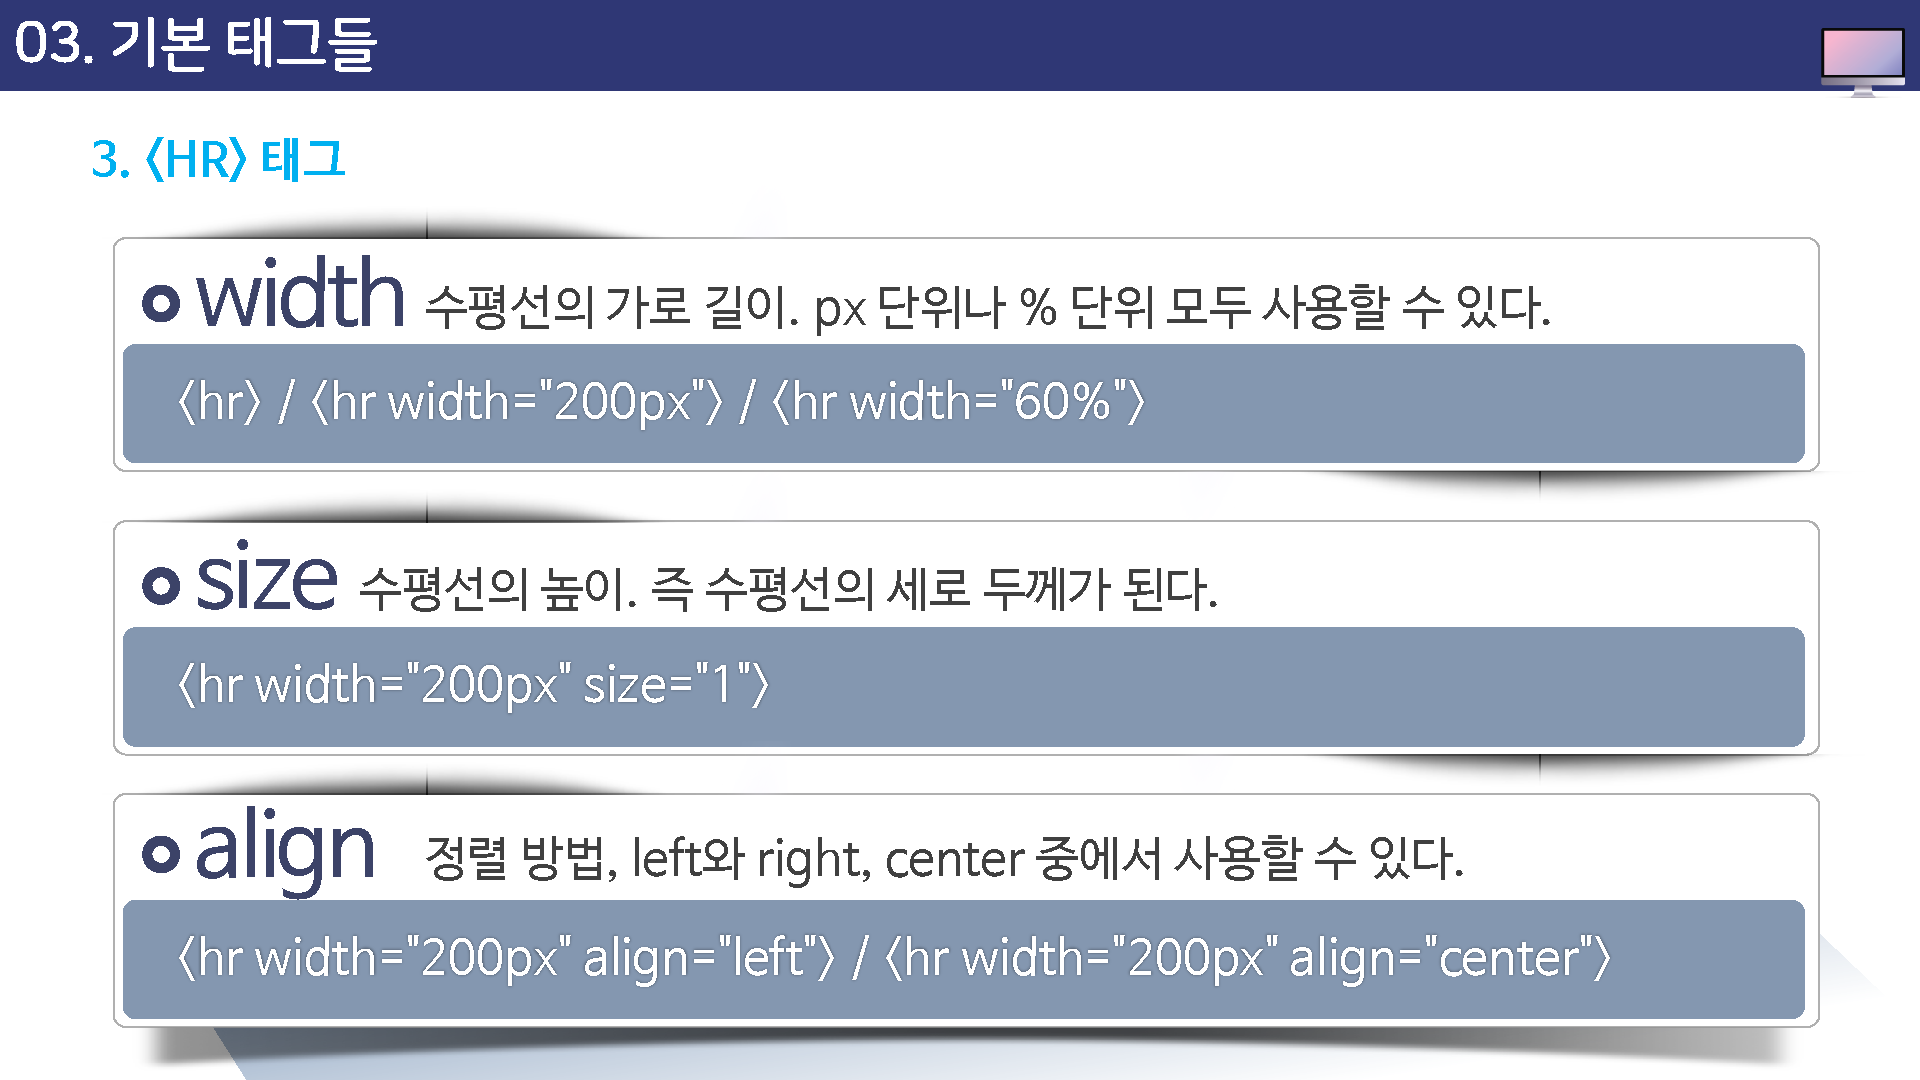 03. 기본 태그들
3. <HR> 태그
width 수평선의 가로 길이. px 단위나 % 단위 모두 사용할 수 있다.
<hr> / <hr width="200px"> / <hr width="60%">
size 수평선의 높이. 즉 수평선의 세로 두께가 된다.
<hr width="200px" size="1">
align 정렬 방법, left와 right, center 중에서 사용할 수 있다.
<hr width="200px" align="left"> / <hr width="200px" align="center">